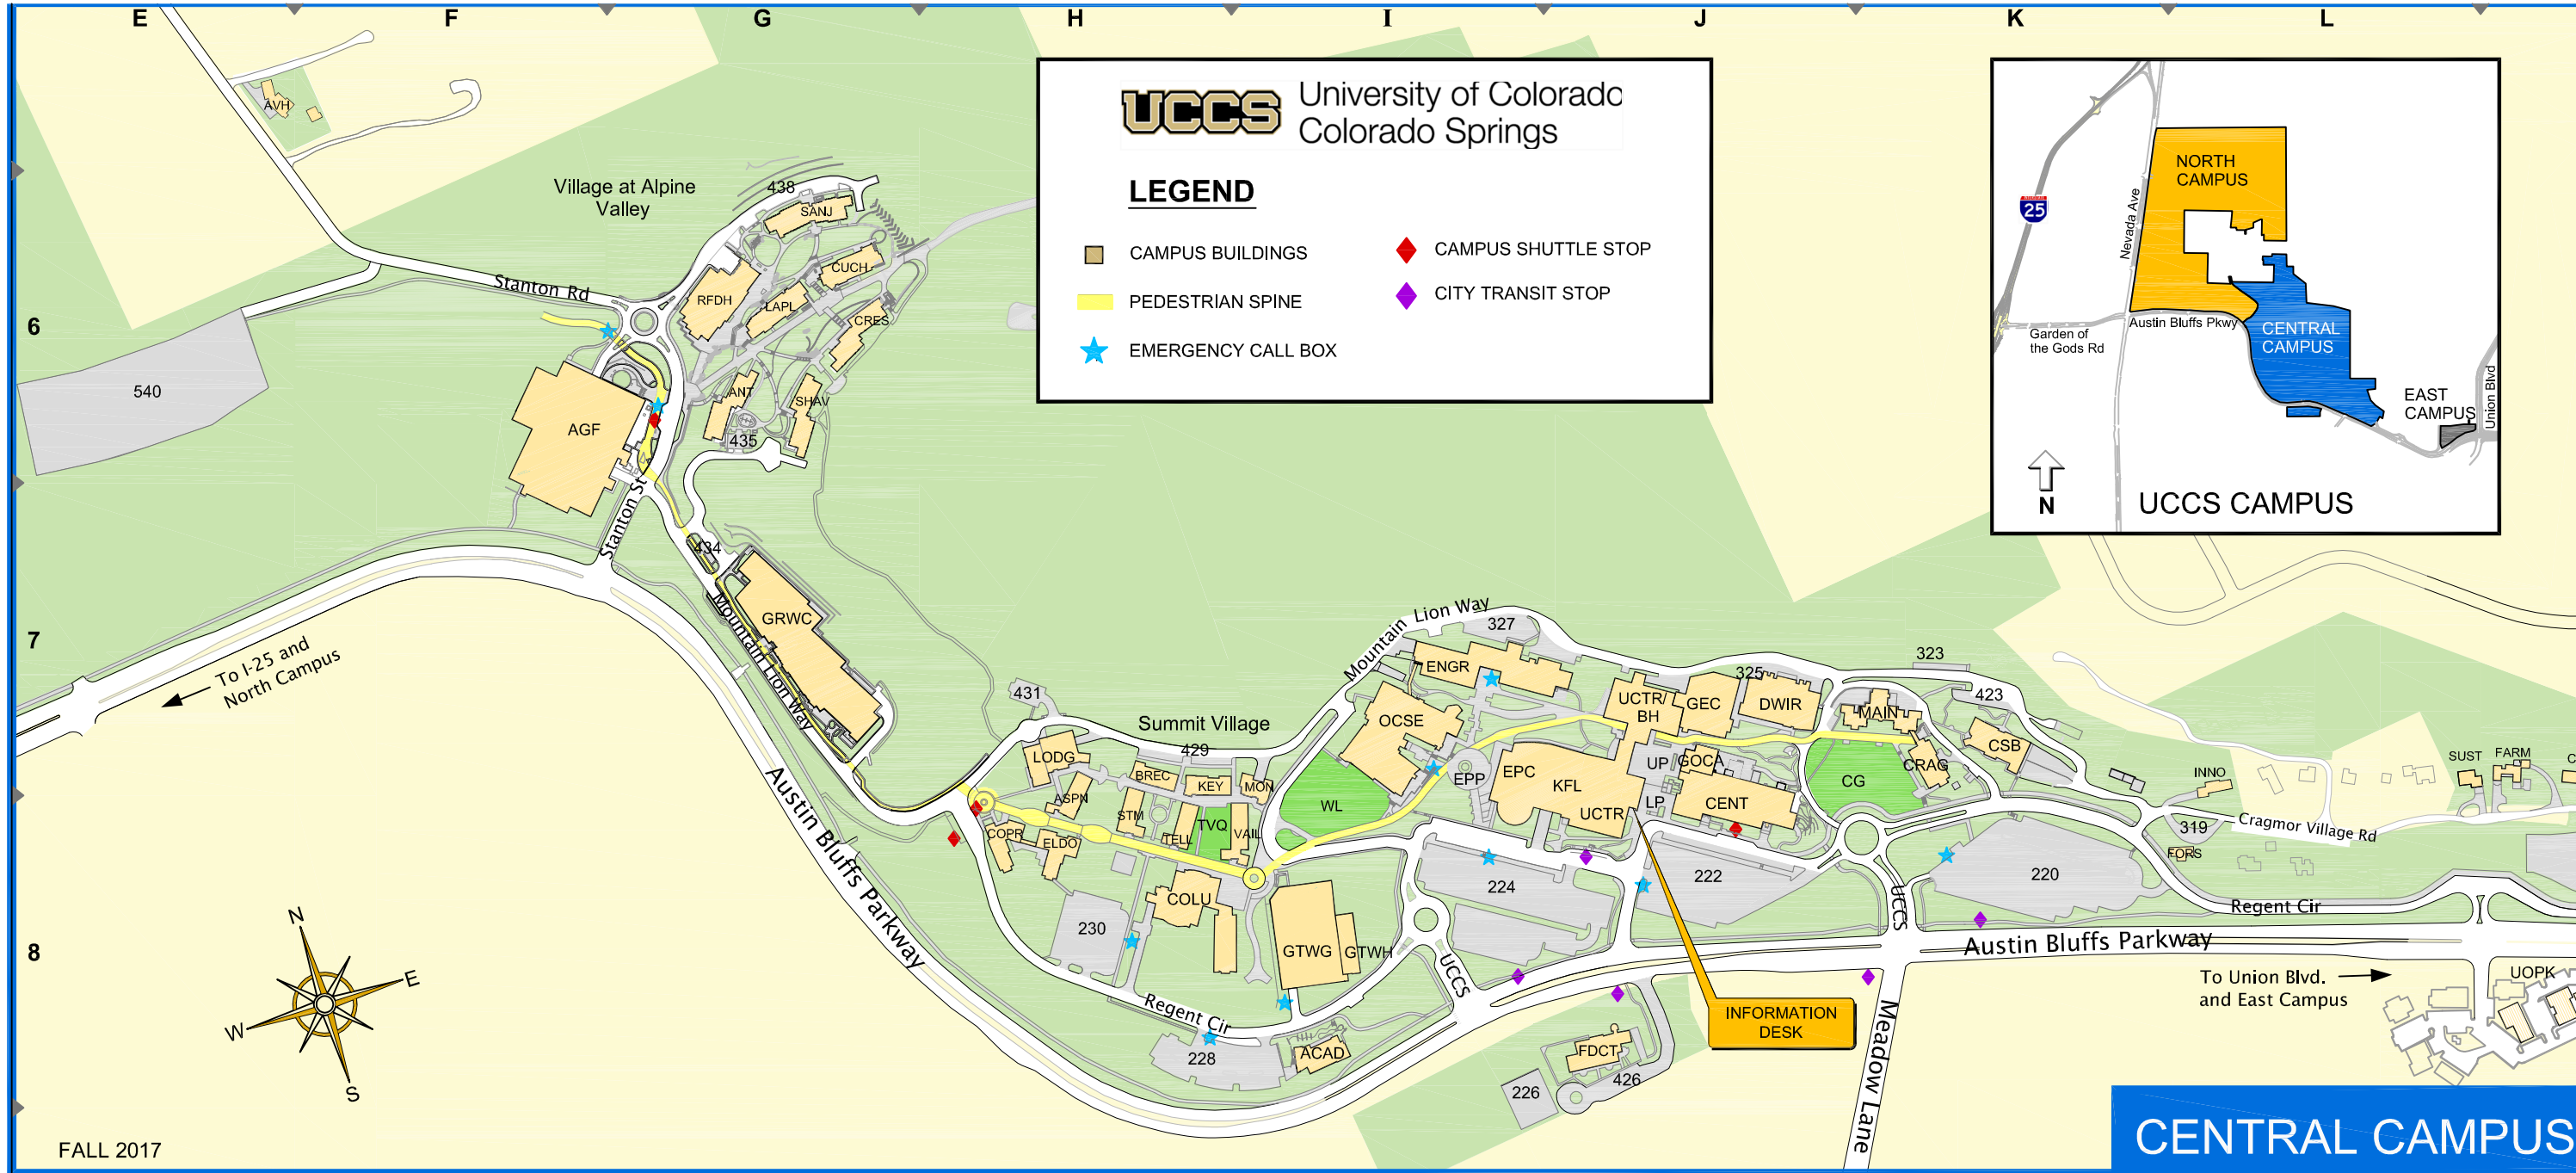 E
F
G
H
I
J
K
L
6
7
8
UCCS
University of Colorado
Colorado Springs
LEGEND
CAMPUS BUILDINGS
PEDESTRIAN SPINE
EMERGENCY CALL BOX
CAMPUS SHUTTLE STOP
CITY TRANSIT STOP
25
NORTH
CAMPUS
Nevada Ave
Austin Bluffs Pkwy
Garden of
the Gods Rd
CENTRAL
CAMPUS
EAST
CAMPUS
Union Blvd
N
UCCS CAMPUS
AVH
Village at Alpine
Valley
438
SANJ
CUCH
RFDH
LAPL
CRES
Stanton Rd
540
AGF
ANT
SHAV
435
Stanton St
434
GRWC
Mountain Lion Way
To I-25 and
North Campus
Mountain Lion Way
327
ENGR
431
Summit Village
429
OCSE
UCTR/
BH
GEC
325
DWIR
323
423
MAIN
CSB
CRAG
LODG
BREC
KEY
MON
ASPN
STM
TELL
TVQ
VAIL
COPR
ELDO
WL
EPP
EPC
KFL
UP
GOCA
LP
CENT
UCTR
CG
INNO
SUST
FARM
C
319
Cragmor Village Rd
FORS
Austin Bluffs Parkway
COLU
230
GTWG
GTWH
224
222
220
UCCS
UCCS
Regent Cir
Austin Bluffs Parkway
Regent Cir
228
ACAD
To Union Blvd.
and East Campus
UOPK
INFORMATION
DESK
FDCT
226
426
Meadow Lane
N
E
W
S
FALL 2017
CENTRAL CAMPUS